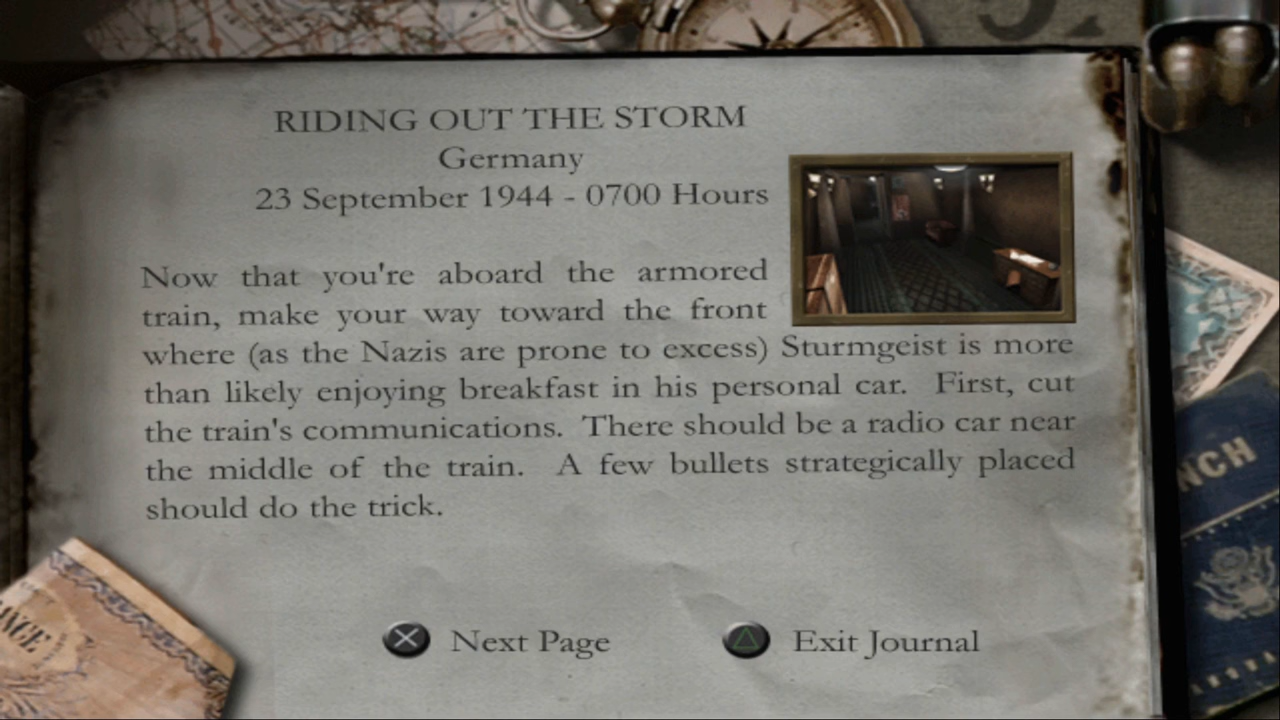 RIDING OUT THE STORM
Germany
23 September 1944 - 0700 Hours
Now that you're aboard the armored
train, make your way toward the front
where (as the Nazis are prone to excess) Sturmgeist is more
than likely enjoying breakfast in his personal car. First, cut
the train's communications. There should be a radio car near
the middle of the train. A few bullets strategically placed
should do the trick.
Next Page
Exit Journal